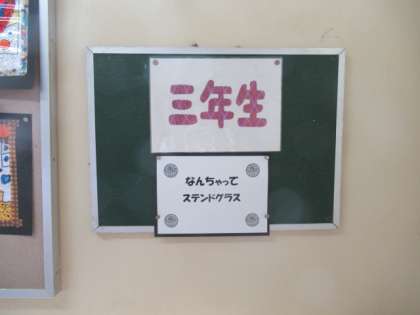 三年生
なんちゃって
ステンドグラス